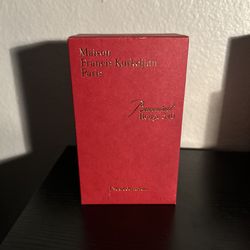 Maison
Francis Kurkdjian
Paris
Baccarat
Rouge 540